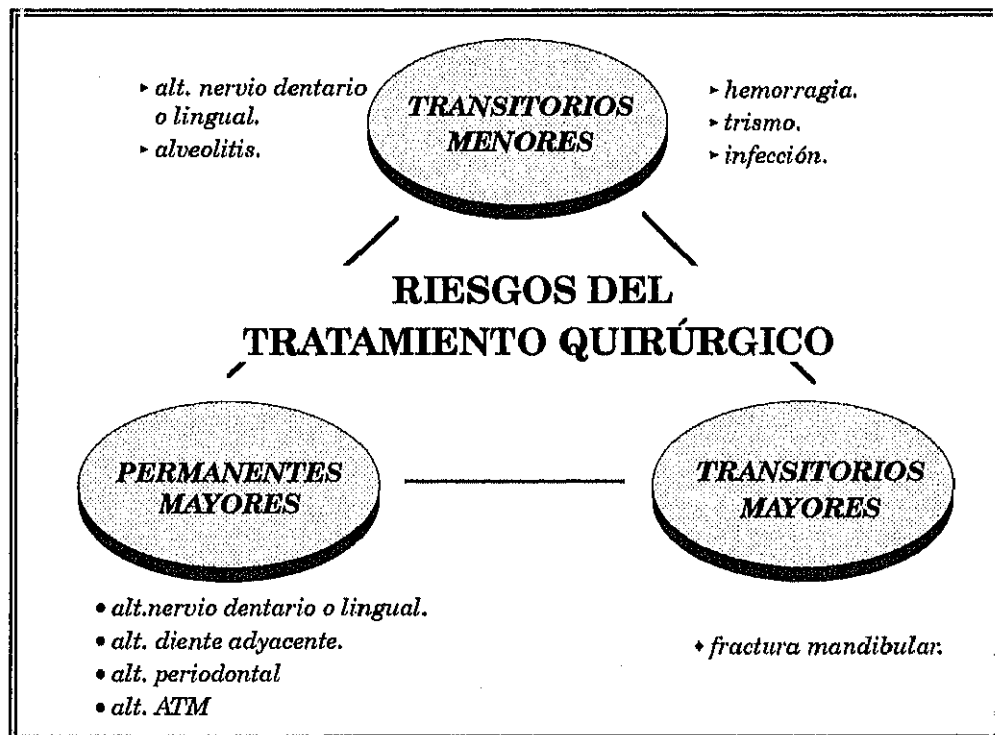 ▸ alt. nervio dentario
o lingual.
▸ alveolitis.
TRANSITORIOS
MENORES
▸ hemorragia.
▸ trismo.
▸ infección.
RIESGOS DEL
TRATAMIENTO QUIRÚRGICO
PERMANENTES
MAYORES
• alt.nervio dentario o lingual.
• alt. diente adyacente.
• alt. periodontal
• alt. ATM
TRANSITORIOS
MAYORES
♦ fractura mandibular.